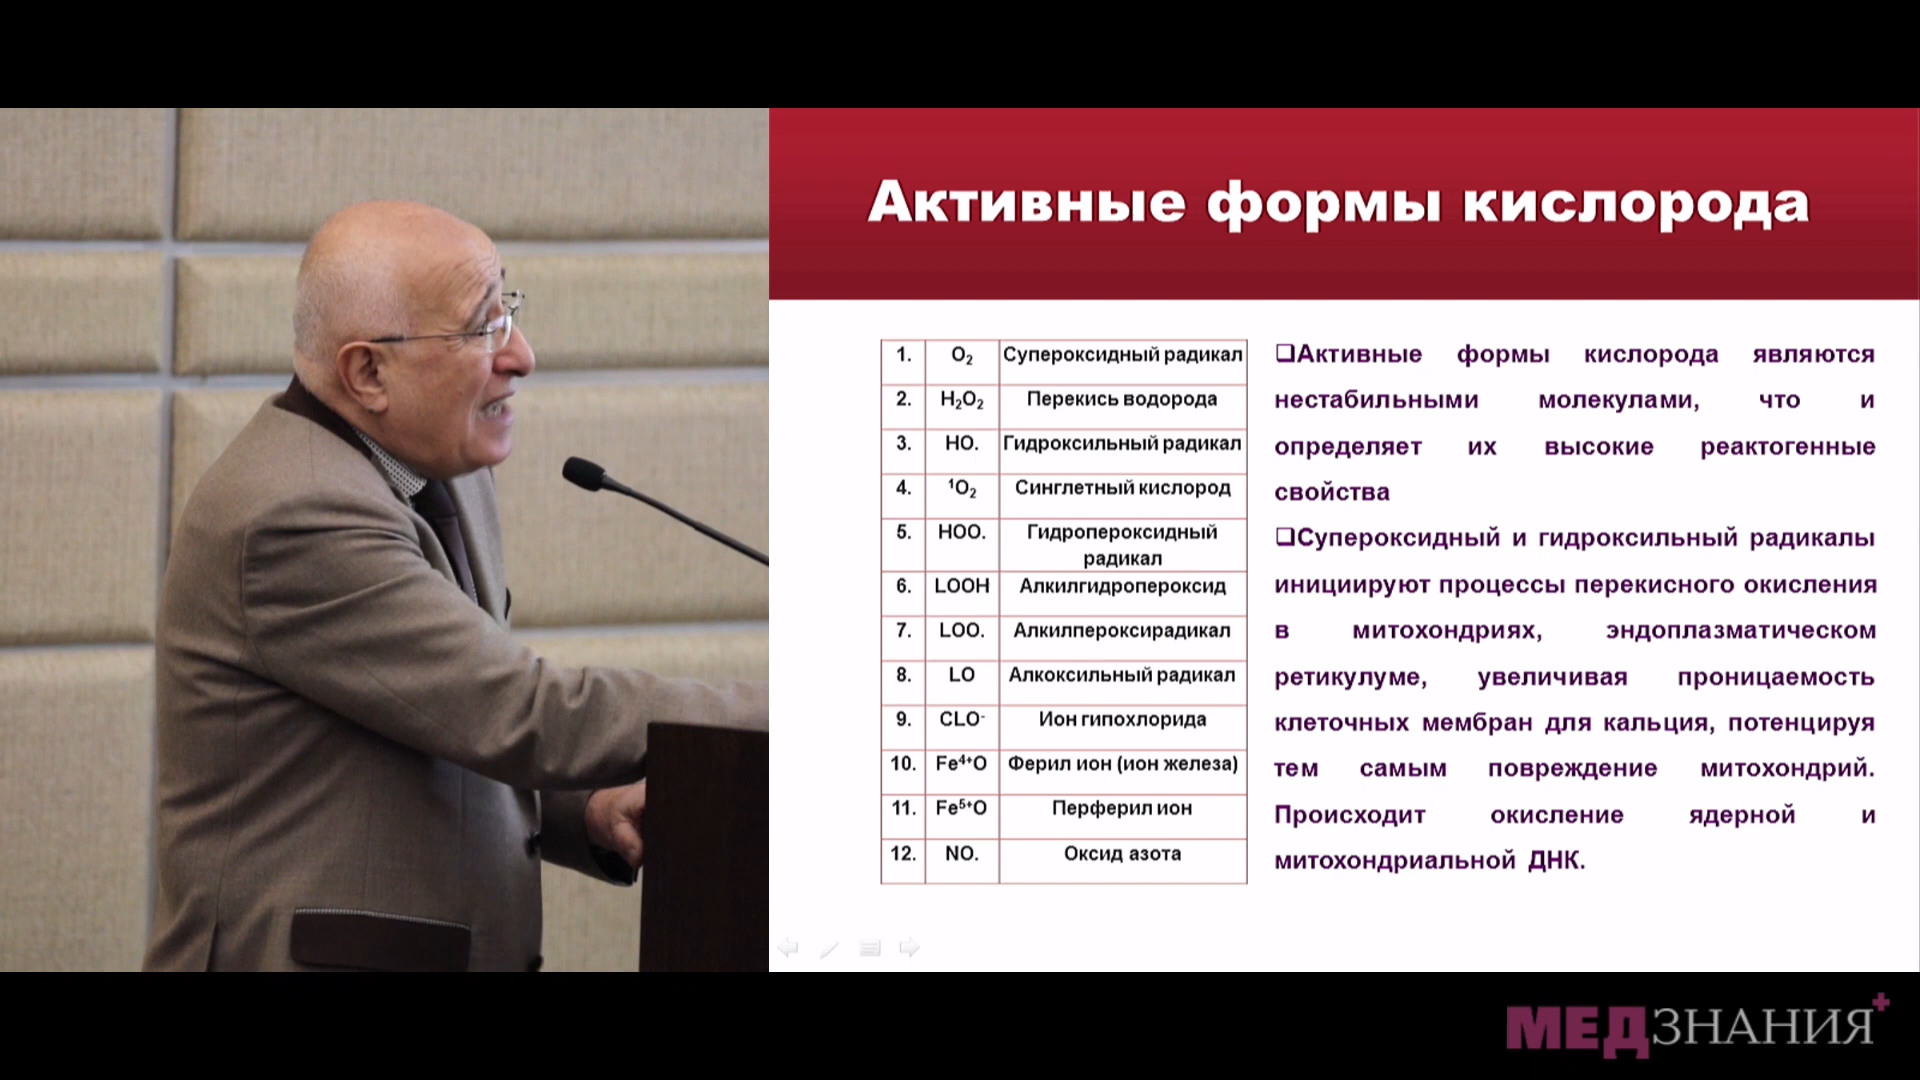 Активные формы кислорода
1. O₂ Супероксидный радикал
2. H₂O₂ Перекись водорода
3. HO. Гидроксильный радикал
4. ¹O₂ Синглетный кислород
5. HOO. Гидропероксидный
радикал
6. LOOH Алкилгидропероксид
7. LOO. Алкилпероксирадикал
8. LO Алкоксильный радикал
9. CLO⁻ Ион гипохлорида
10. Fe⁴⁺O Ферил ион (ион железа)
11. Fe⁵⁺O Перферил ион
12. NO. Оксид азота
❑Активные формы кислорода являются
нестабильными молекулами, что и
определяет их высокие реактогенные
свойства
❑Супероксидный и гидроксильный радикалы
инициируют процессы перекисного окисления
в митохондриях, эндоплазматическом
ретикулуме, увеличивая проницаемость
клеточных мембран для кальция, потенцируя
тем самым повреждение митохондрий.
Происходит окисление ядерной и
митохондриальной ДНК.
МЕДЗНАНИЯ+